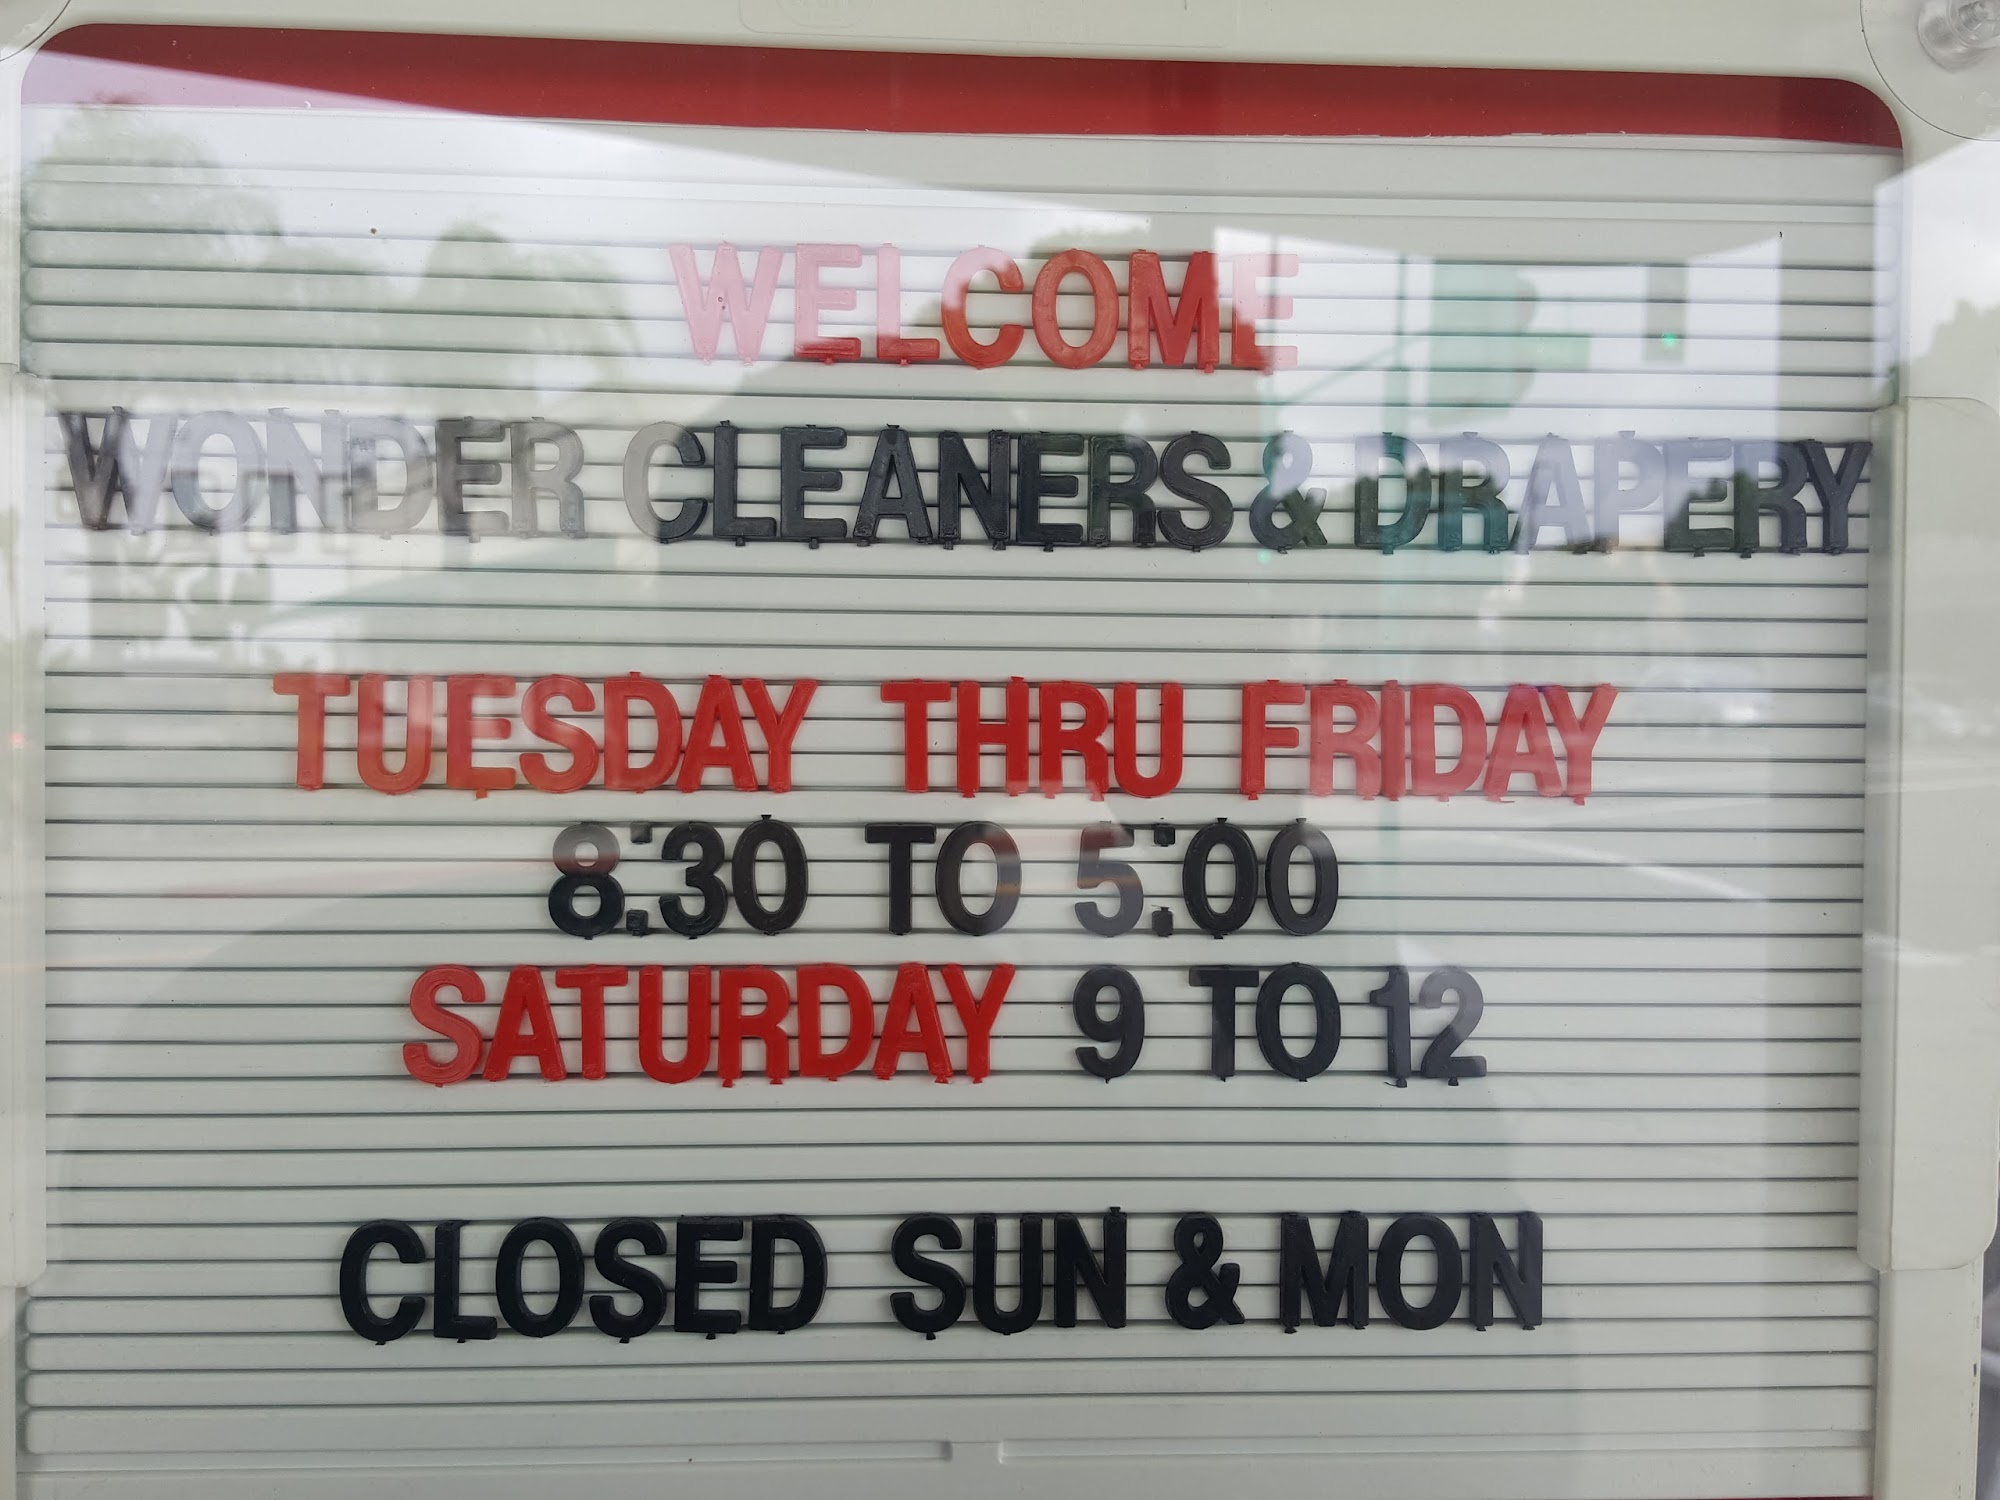 WELCOME
WONDER CLEANERS & DRAPERY
TUESDAY THRU FRIDAY
8:30 TO 5:00
SATURDAY 9 TO 12
CLOSED SUN & MON